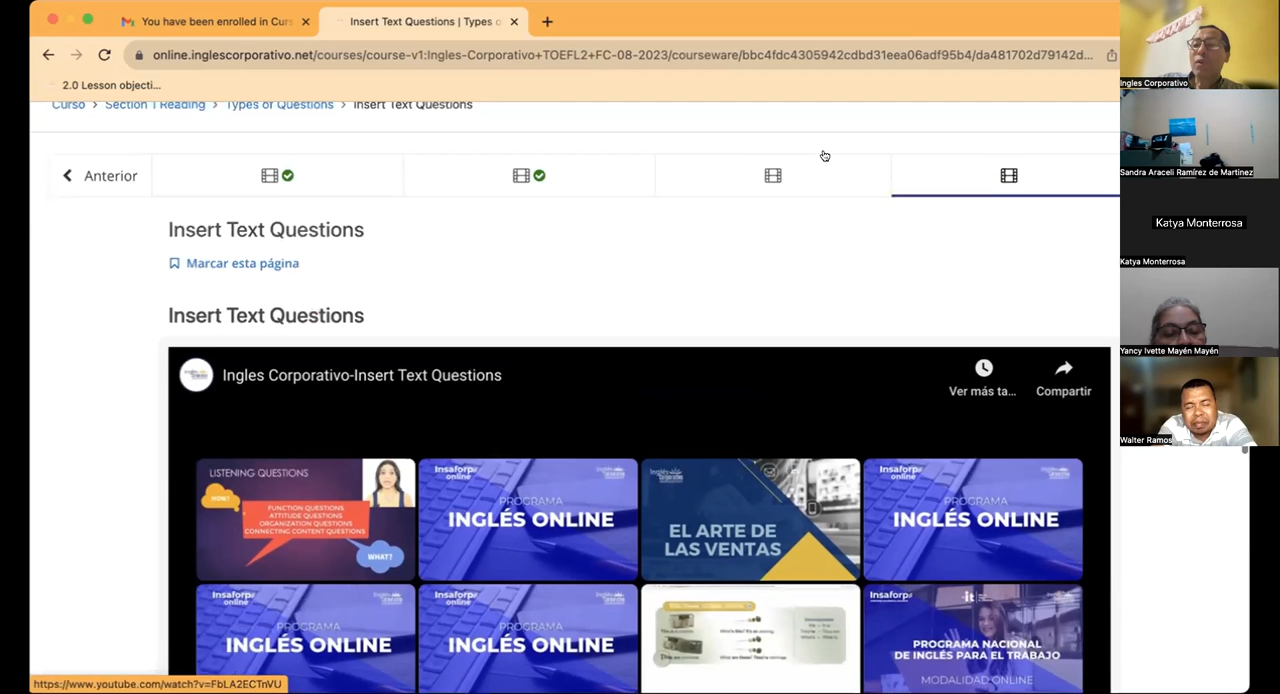 You have been enrolled in Curs
Insert Text Questions | Types o
online.inglescorporativo.net/courses/course-v1:Ingles-Corporativo+TOEFL2+FC-08-2023/courseware/bbc4fdc4305942cdbd31eea06adf95b4/da481702d79142d...
2.0 Lesson objecti...
Curso > Section 1 Reading > Types of Questions > Insert Text Questions
Anterior
Insert Text Questions
Marcar esta página
Insert Text Questions
Ingles Corporativo-Insert Text Questions
Ver más ta...
Compartir
LISTENING QUESTIONS
HOW?
FUNCTION QUESTIONS
ATTITUDE QUESTIONS
ORGANIZATION QUESTIONS
CONNECTING CONTENT QUESTIONS
WHAT?
Insaforp
online
PROGRAMA
INGLÉS ONLINE
EL ARTE DE
LAS VENTAS
Insaforp
online
PROGRAMA
INGLÉS ONLINE
Insaforp
online
PROGRAMA
INGLÉS ONLINE
Insaforp
online
PROGRAMA
INGLÉS ONLINE
Insaforp
PROGRAMA NACIONAL
DE INGLÉS PARA EL TRABAJO
MODALIDAD ONLINE
https://www.youtube.com/watch?v=FbLA2ECTnVU
Ingles Corporativo
Sandra Araceli Ramírez de Martinez
Katya Monterrosa
Katya Monterrosa
Yancy Ivette Mayén Mayén
Walter Ramos